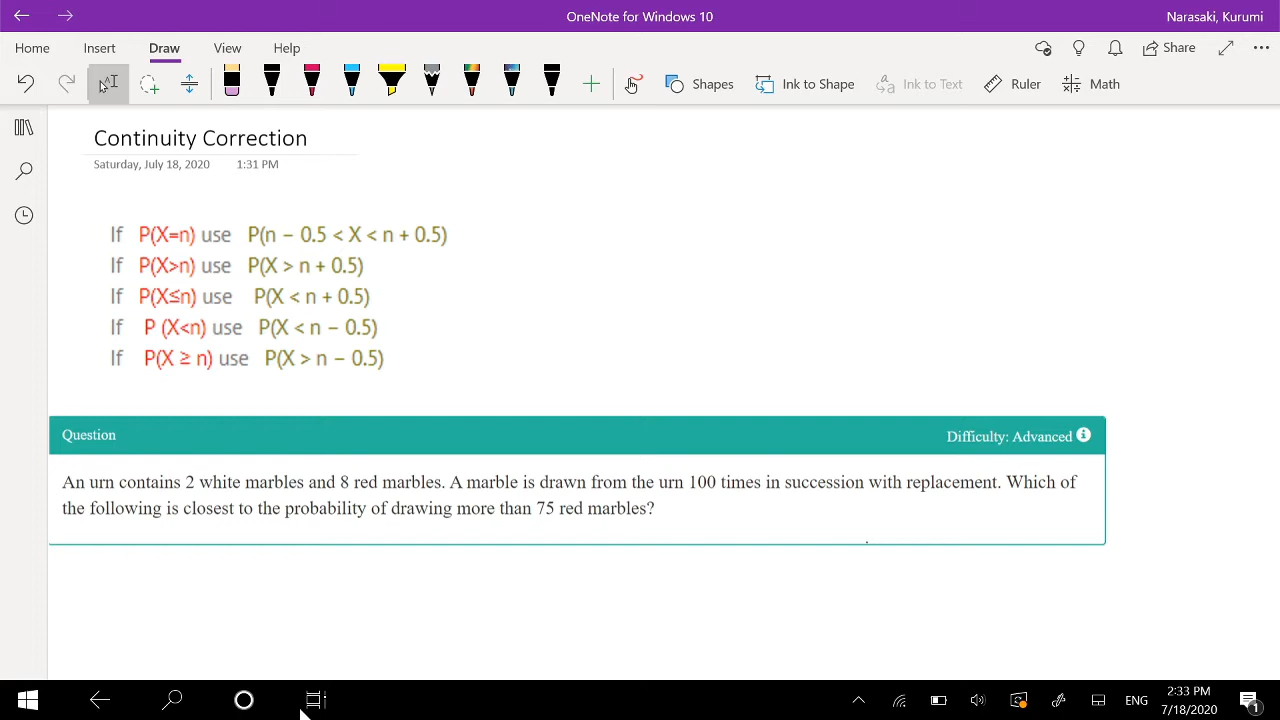 OneNote for Windows 10
Narasaki, Kurumi
Home Insert Draw View Help
Share
Shapes
Ink to Shape
Ink to Text
Ruler
Math
Continuity Correction
Saturday, July 18, 2020 1:31 PM
If P(X=n) use P(n − 0.5 < X < n + 0.5)
If P(X>n) use P(X > n + 0.5)
If P(X≤n) use P(X < n + 0.5)
If P (X<n) use P(X < n − 0.5)
If P(X ≥ n) use P(X > n − 0.5)
Question
Difficulty: Advanced
An urn contains 2 white marbles and 8 red marbles. A marble is drawn from the urn 100 times in succession with replacement. Which of
the following is closest to the probability of drawing more than 75 red marbles?
ENG
2:33 PM
7/18/2020
1